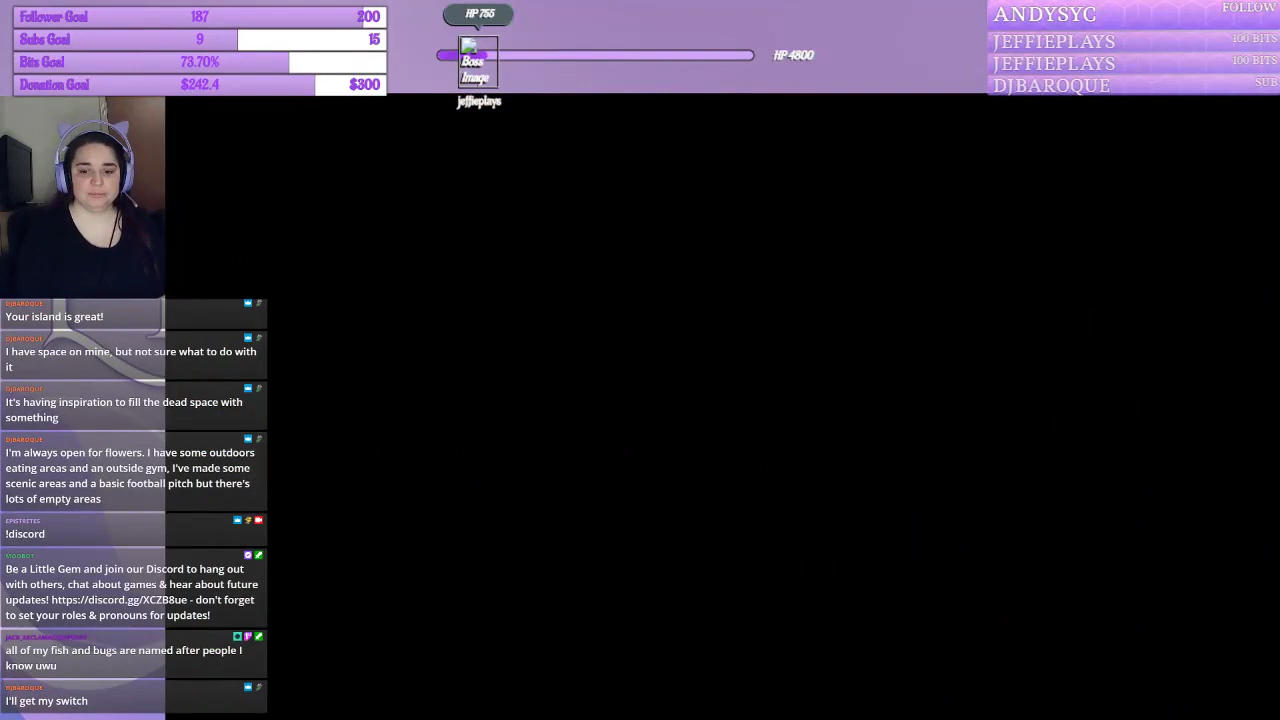 Follower Goal 187 200
Subs Goal 9 15
Bits Goal 73.70%
Donation Goal $242.4 $300
HP 755
Boss
Image
HP 4800
jeffieplays
ANDYSYC FOLLOW
JEFFIEPLAYS 100 BITS
JEFFIEPLAYS 100 BITS
DJBAROQUE SUB
DJBAROQUE
Your island is great!
DJBAROQUE
I have space on mine, but not sure what to do with
it
DJBAROQUE
It's having inspiration to fill the dead space with
something
DJBAROQUE
I'm always open for flowers. I have some outdoors
eating areas and an outside gym, I've made some
scenic areas and a basic football pitch but there's
lots of empty areas
EPISTRETES
!discord
MOOBOT
Be a Little Gem and join our Discord to hang out
with others, chat about games & hear about future
updates! https://discord.gg/XCZB8ue - don't forget
to set your roles & pronouns for updates!
all of my fish and bugs are named after people I
know uwu
DJBAROQUE
I'll get my switch